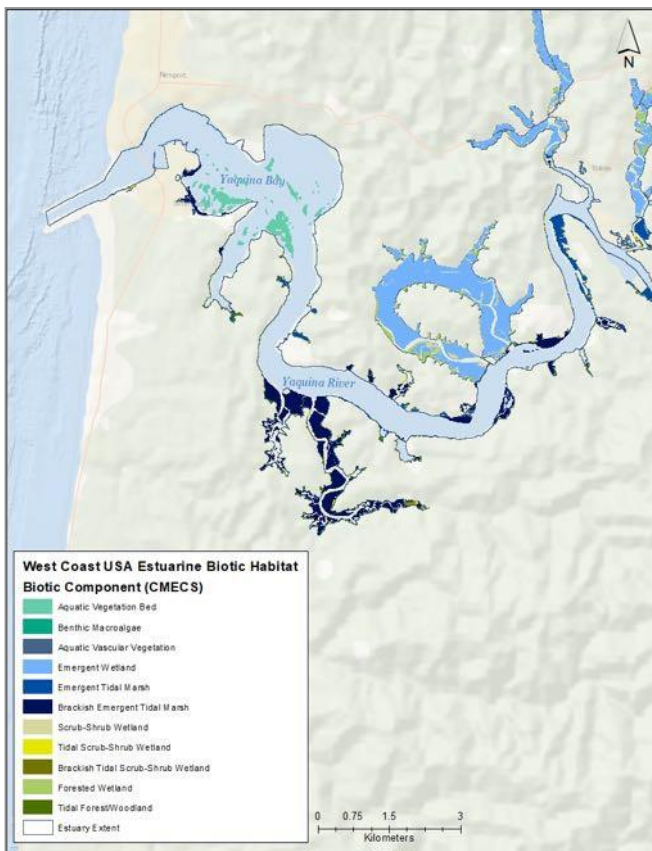 N
Newport
Yaquina Bay
Toledo
Yaquina River
West Coast USA Estuarine Biotic Habitat
Biotic Component (CMECS)
Aquatic Vegetation Bed
Benthic Macroalgae
Aquatic Vascular Vegetation
Emergent Wetland
Emergent Tidal Marsh
Brackish Emergent Tidal Marsh
Scrub-Shrub Wetland
Tidal Scrub-Shrub Wetland
Brackish Tidal Scrub-Shrub Wetland
Forested Wetland
Tidal Forest/Woodland
Estuary Extent
0 0.75 1.5 3
Kilometers